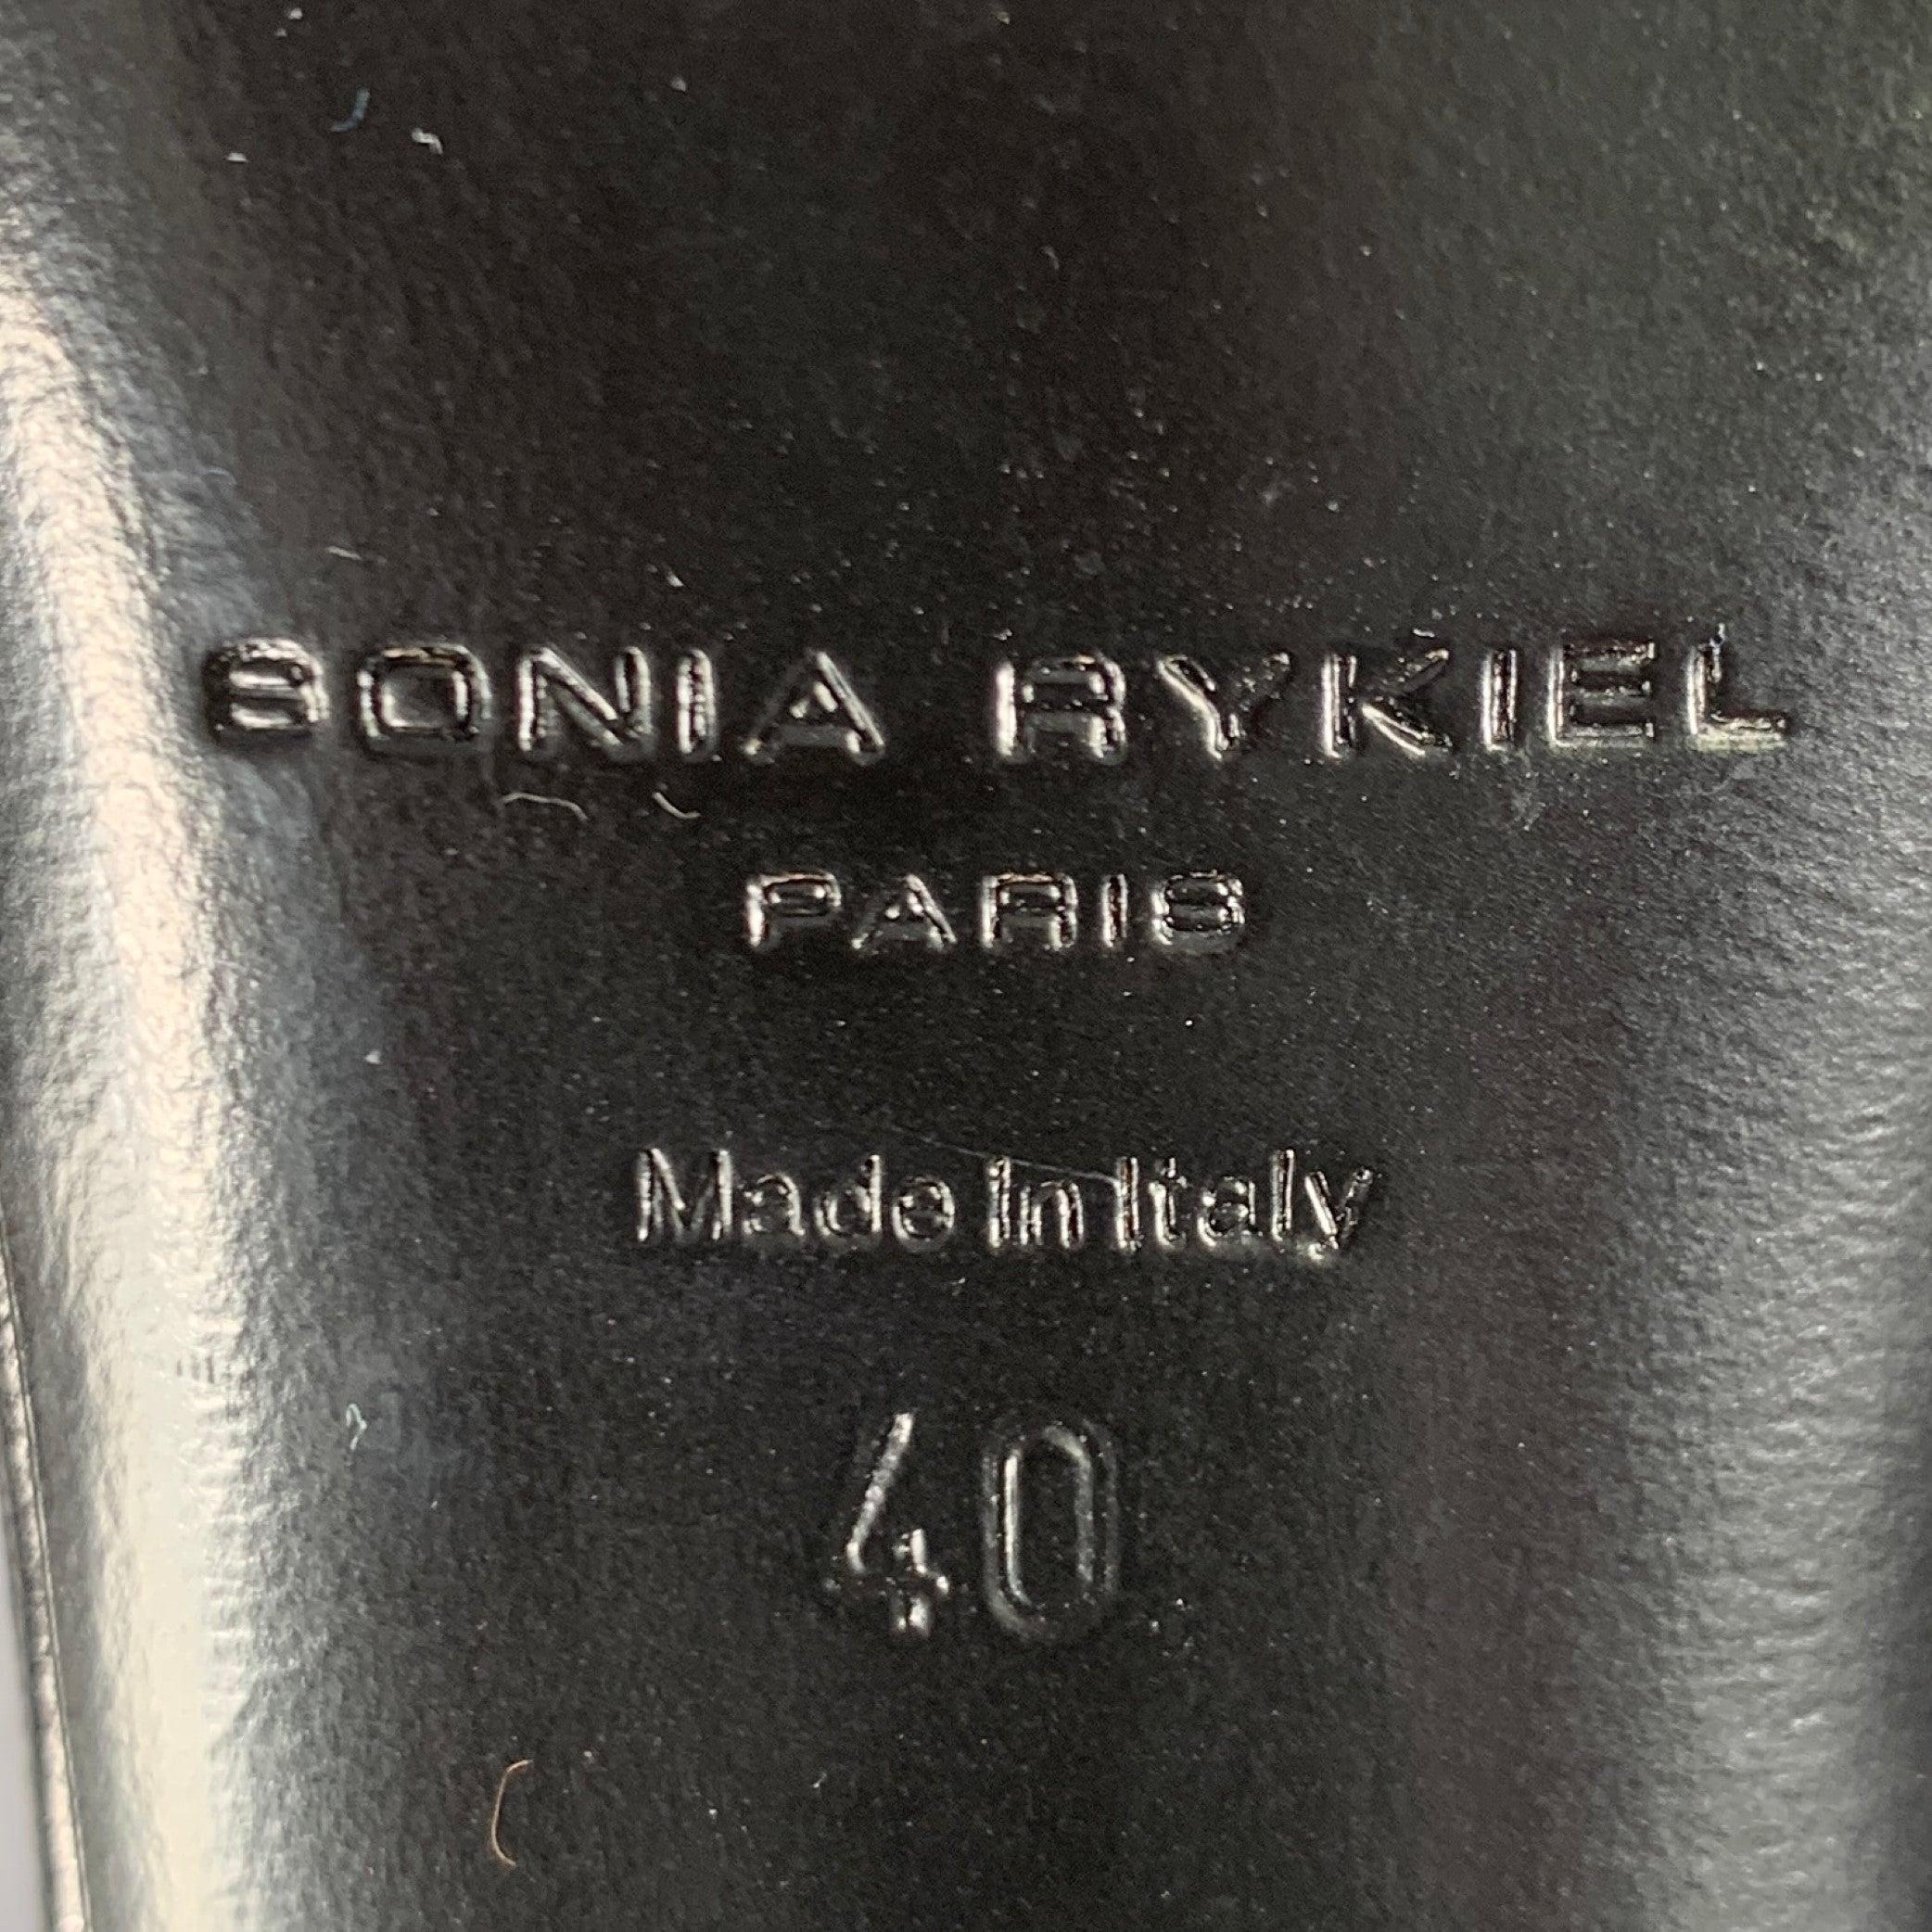 SONIA RYKIEL
PARIS
Made In Italy
40